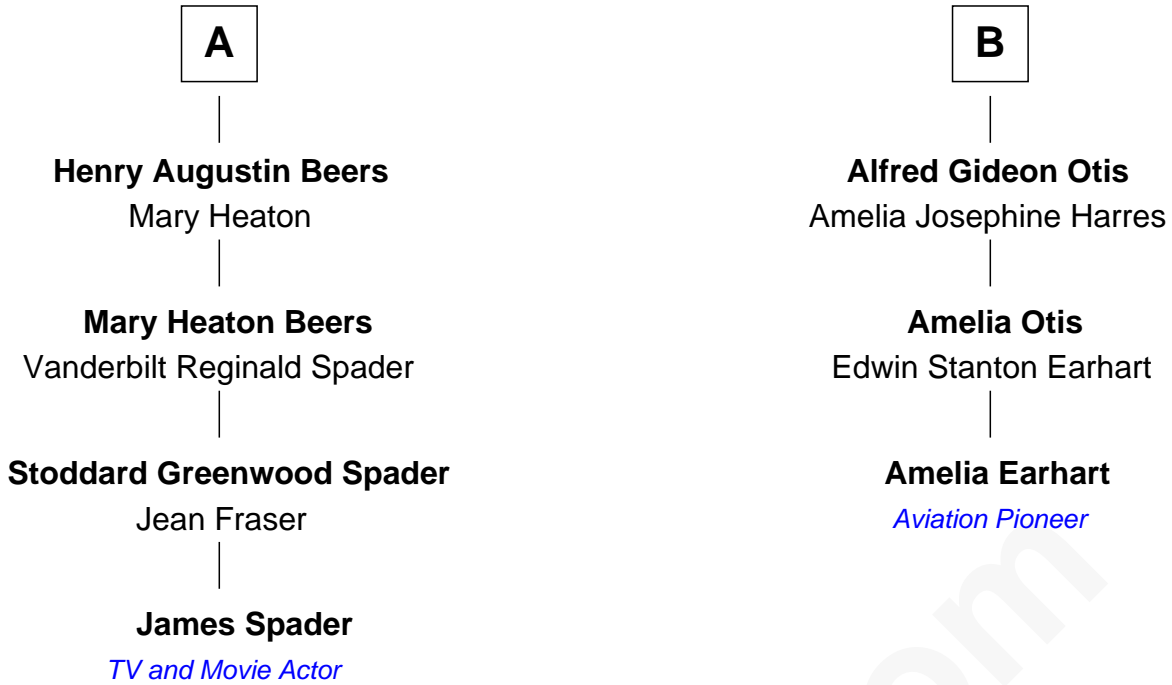 A
Henry Augustin Beers
Mary Heaton
Mary Heaton Beers
Vanderbilt Reginald Spader
Stoddard Greenwood Spader
Jean Fraser
James Spader
TV and Movie Actor
B
Alfred Gideon Otis
Amelia Josephine Harres
Amelia Otis
Edwin Stanton Earhart
Amelia Earhart
Aviation Pioneer
om